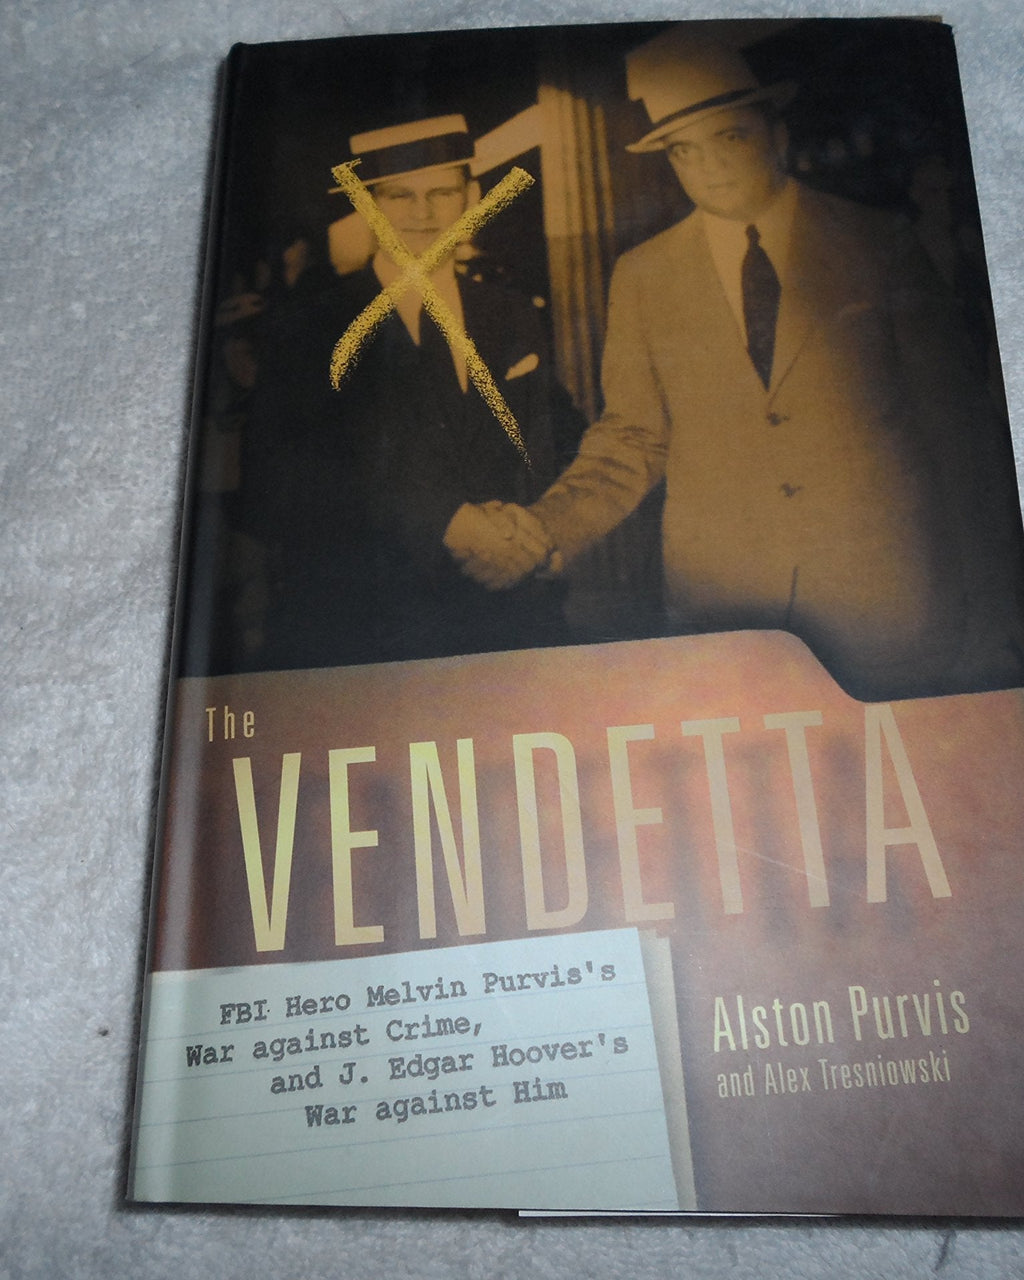 The
VENDETTA
FBI Hero Melvin Purvis's
War against Crime,
and J. Edgar Hoover's
War against Him
Alston Purvis
and Alex Tresniowski